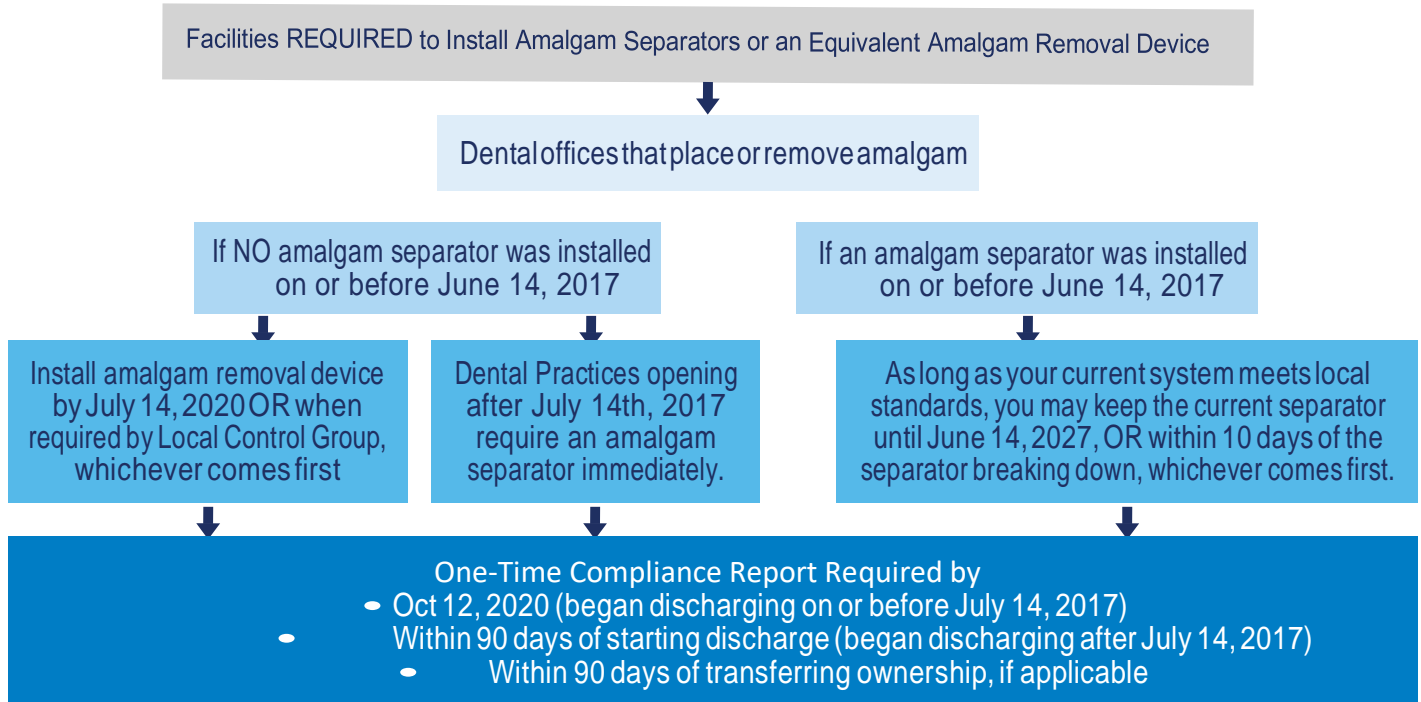 Facilities REQUIRED to Install Amalgam Separators or an Equivalent Amalgam Removal Device
Dental offices that place or remove amalgam
If NO amalgam separator was installed
on or before June 14, 2017
If an amalgam separator was installed
on or before June 14, 2017
Install amalgam removal device
by July 14, 2020 OR when
required by Local Control Group,
whichever comes first
Dental Practices opening
after July 14th, 2017
require an amalgam
separator immediately.
As long as your current system meets local
standards, you may keep the current separator
until June 14, 2027, OR within 10 days of the
separator breaking down, whichever comes first.
One-Time Compliance Report Required by
• Oct 12, 2020 (began discharging on or before July 14, 2017)
• Within 90 days of starting discharge (began discharging after July 14, 2017)
• Within 90 days of transferring ownership, if applicable